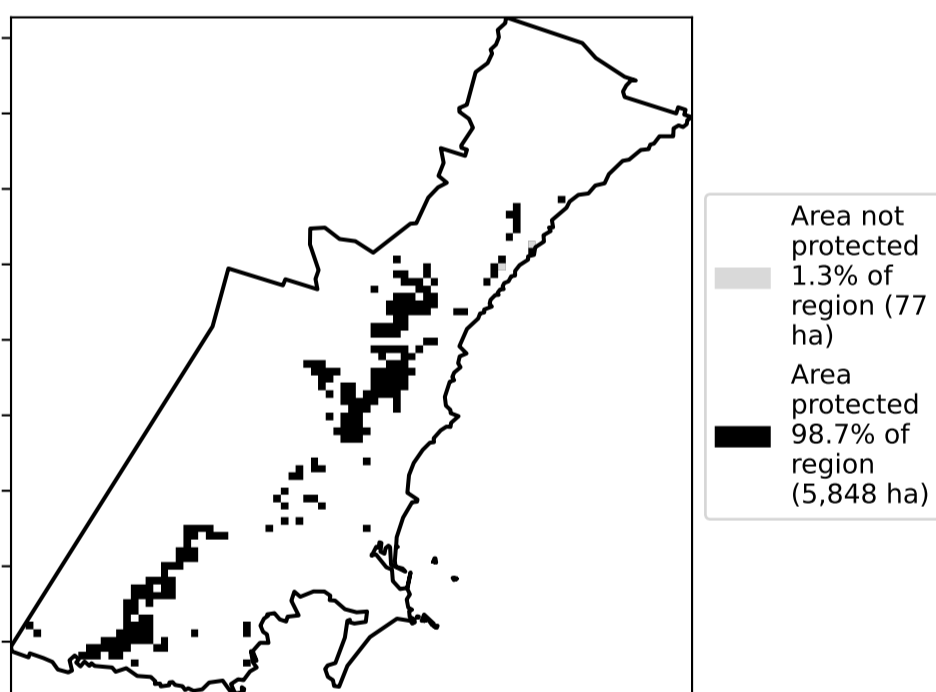 Area not
protected
1.3% of
region (77
ha)
Area
protected
98.7% of
region
(5,848 ha)